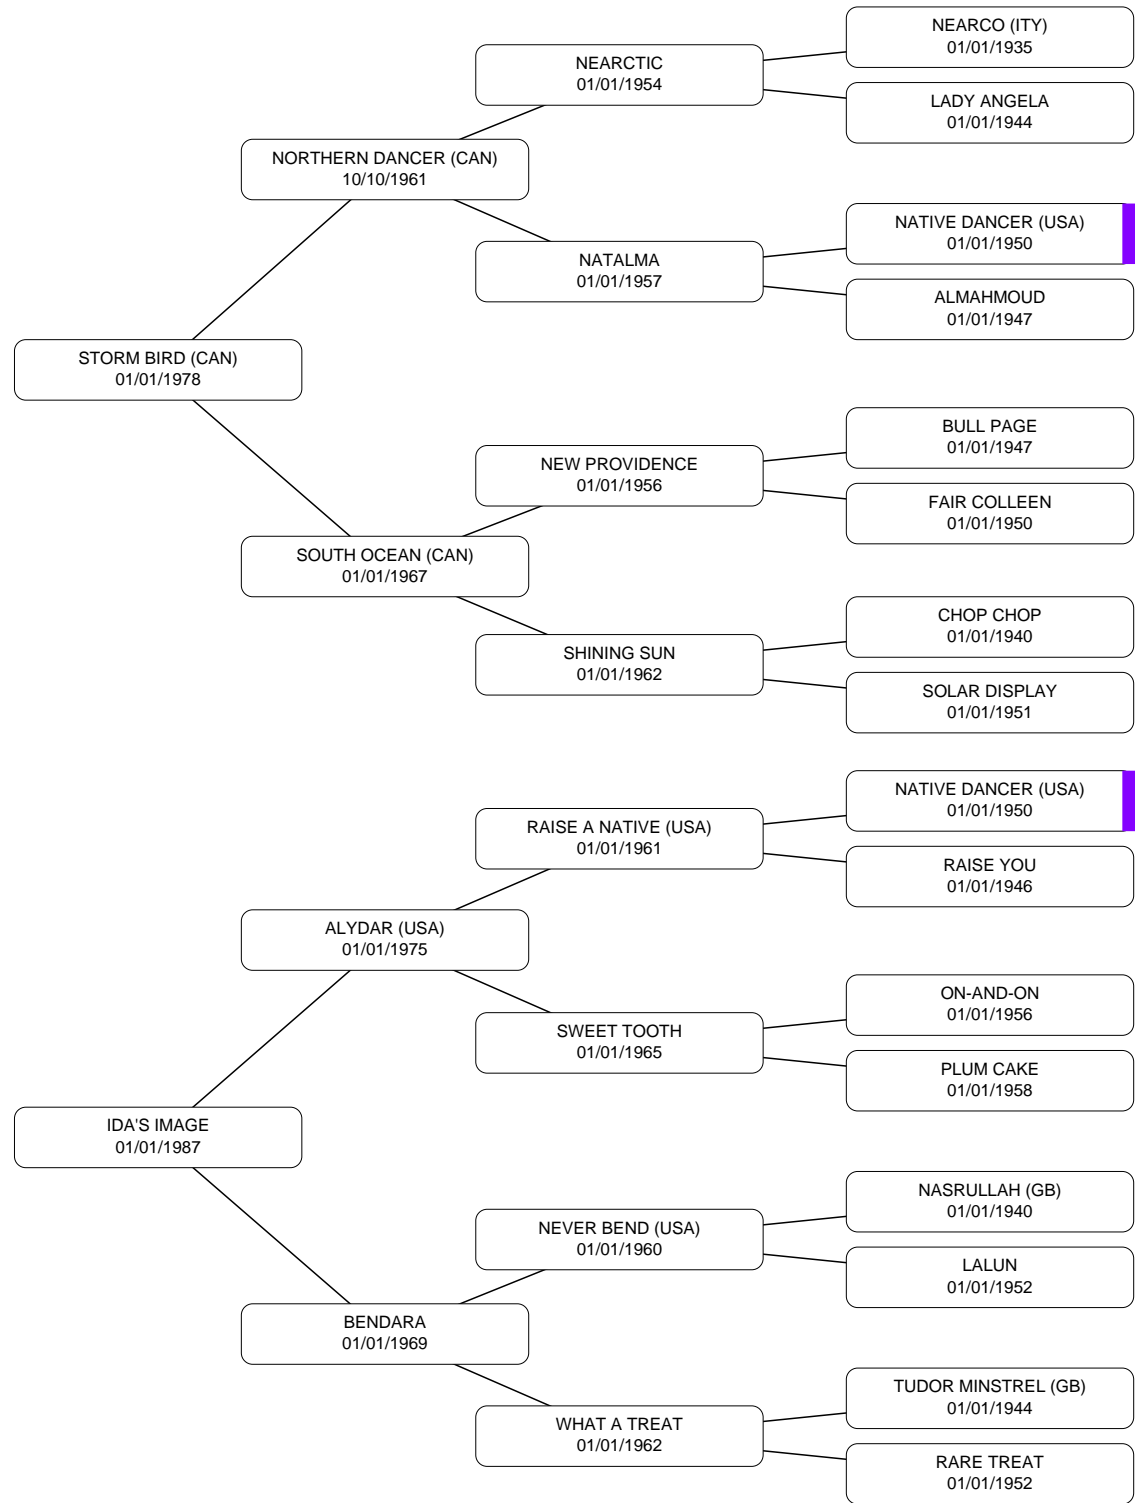 NEARCO (ITY)
01/01/1935
NEARCTIC
01/01/1954
LADY ANGELA
01/01/1944
NORTHERN DANCER (CAN)
10/10/1961
NATIVE DANCER (USA)
01/01/1950
NATALMA
01/01/1957
ALMAHMOUD
01/01/1947
STORM BIRD (CAN)
01/01/1978
BULL PAGE
01/01/1947
NEW PROVIDENCE
01/01/1956
FAIR COLLEEN
01/01/1950
SOUTH OCEAN (CAN)
01/01/1967
CHOP CHOP
01/01/1940
SHINING SUN
01/01/1962
SOLAR DISPLAY
01/01/1951
NATIVE DANCER (USA)
01/01/1950
RAISE A NATIVE (USA)
01/01/1961
RAISE YOU
01/01/1946
ALYDAR (USA)
01/01/1975
ON-AND-ON
01/01/1956
SWEET TOOTH
01/01/1965
PLUM CAKE
01/01/1958
IDA'S IMAGE
01/01/1987
NASRULLAH (GB)
01/01/1940
NEVER BEND (USA)
01/01/1960
LALUN
01/01/1952
BENDARA
01/01/1969
TUDOR MINSTREL (GB)
01/01/1944
WHAT A TREAT
01/01/1962
RARE TREAT
01/01/1952